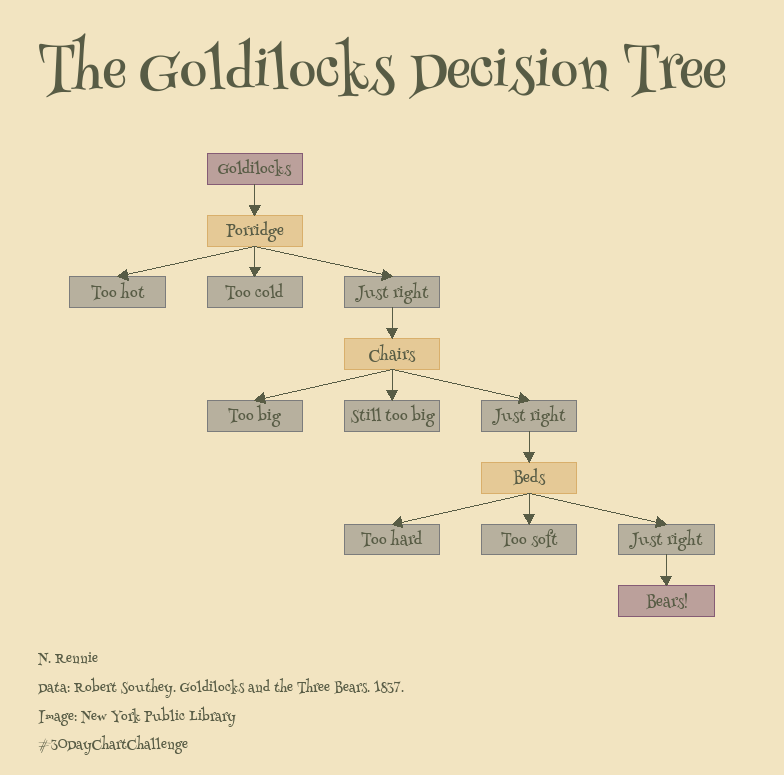 The Goldilocks Decision Tree
Goldilocks
Porridge
Too hot
Too cold
Just right
Chairs
Too big
Still too big
Just right
Beds
Too hard
Too soft
Just right
Bears!
N. Rennie
Data: Robert Southey. Goldilocks and the Three Bears. 1837.
Image: New York Public Library
#30DayChartChallenge